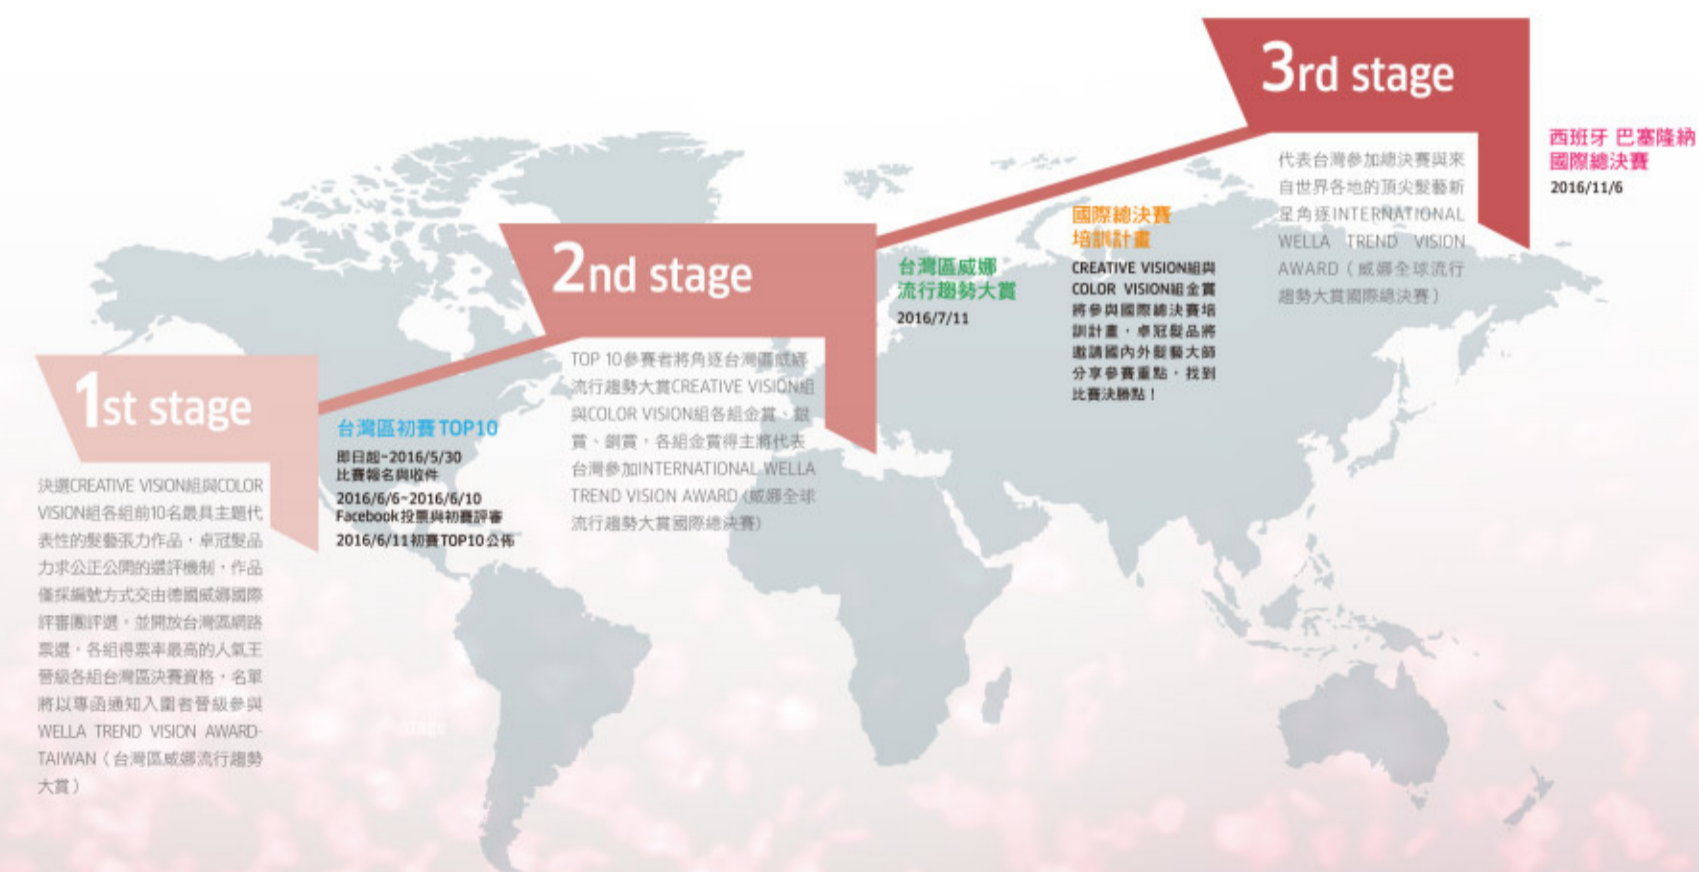 1st stage
決選CREATIVE VISION組與COLOR
VISION組各組前10名最具主題代
表性的髮藝張力作品，卓冠髮品
力求公正公開的選評機制，作品
僅採編號方式交由德國威娜國際
評審團評選，並開放台灣區網路
票選，各組得票率最高的人氣王
晉級各組台灣區決賽資格，名單
將以專函通知入圍者晉級參與
WELLA TREND VISION AWARD-
TAIWAN（台灣區威娜流行趨勢
大賞）
台灣區初賽TOP10
即日起~2016/5/30
比賽報名與收件
2016/6/6~2016/6/10
Facebook投票與初賽評審
2016/6/11初賽TOP10公佈
2nd stage
TOP 10參賽者將角逐台灣區威娜
流行趨勢大賞CREATIVE VISION組
與COLOR VISION組各組金賞、銀
賞、銅賞，各組金賞得主將代表
台灣參加INTERNATIONAL WELLA
TREND VISION AWARD（威娜全球
流行趨勢大賞國際總決賽）
台灣區威娜
流行趨勢大賞
2016/7/11
國際總決賽
培訓計畫
CREATIVE VISION組與
COLOR VISION組金賞
將參與國際總決賽培
訓計畫，卓冠髮品將
邀請國內外髮藝大師
分享參賽重點，找到
比賽決勝點！
3rd stage
代表台灣參加總決賽與來
自世界各地的頂尖髮藝新
星角逐INTERNATIONAL
WELLA TREND VISION
AWARD（威娜全球流行
趨勢大賞國際總決賽）
西班牙 巴塞隆納
國際總決賽
2016/11/6
stage